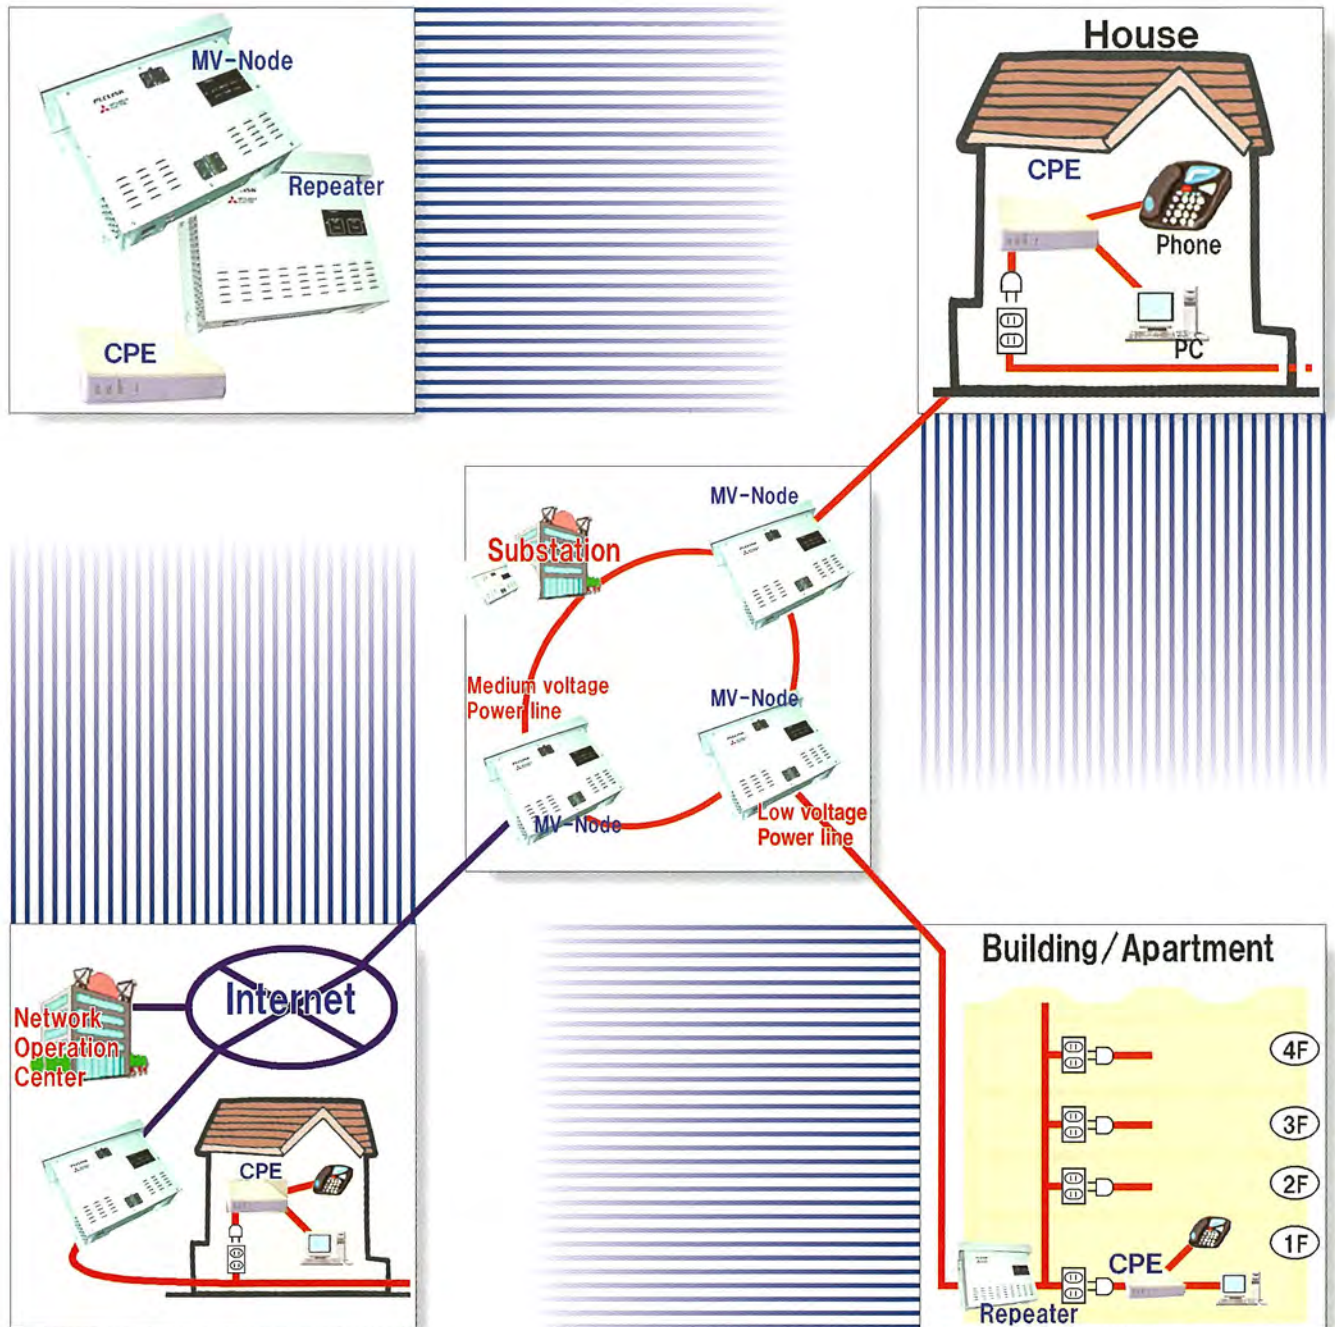 MV-Node
Repeater
CPE
House
CPE
Phone
PC
MV-Node
Substation
Medium voltage
Power line
MV-Node
MV-Node
Low voltage
Power line
Internet
Network
Operation
Center
CPE
Building/Apartment
4F
3F
2F
1F
CPE
Repeater